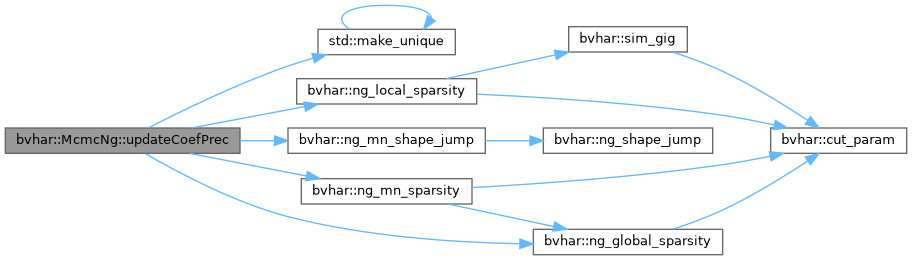 std::make_unique
bvhar::sim_gig
bvhar::ng_local_sparsity
bvhar::McmcNg::updateCoefPrec
bvhar::ng_mn_shape_jump
bvhar::ng_shape_jump
bvhar::cut_param
bvhar::ng_mn_sparsity
bvhar::ng_global_sparsity